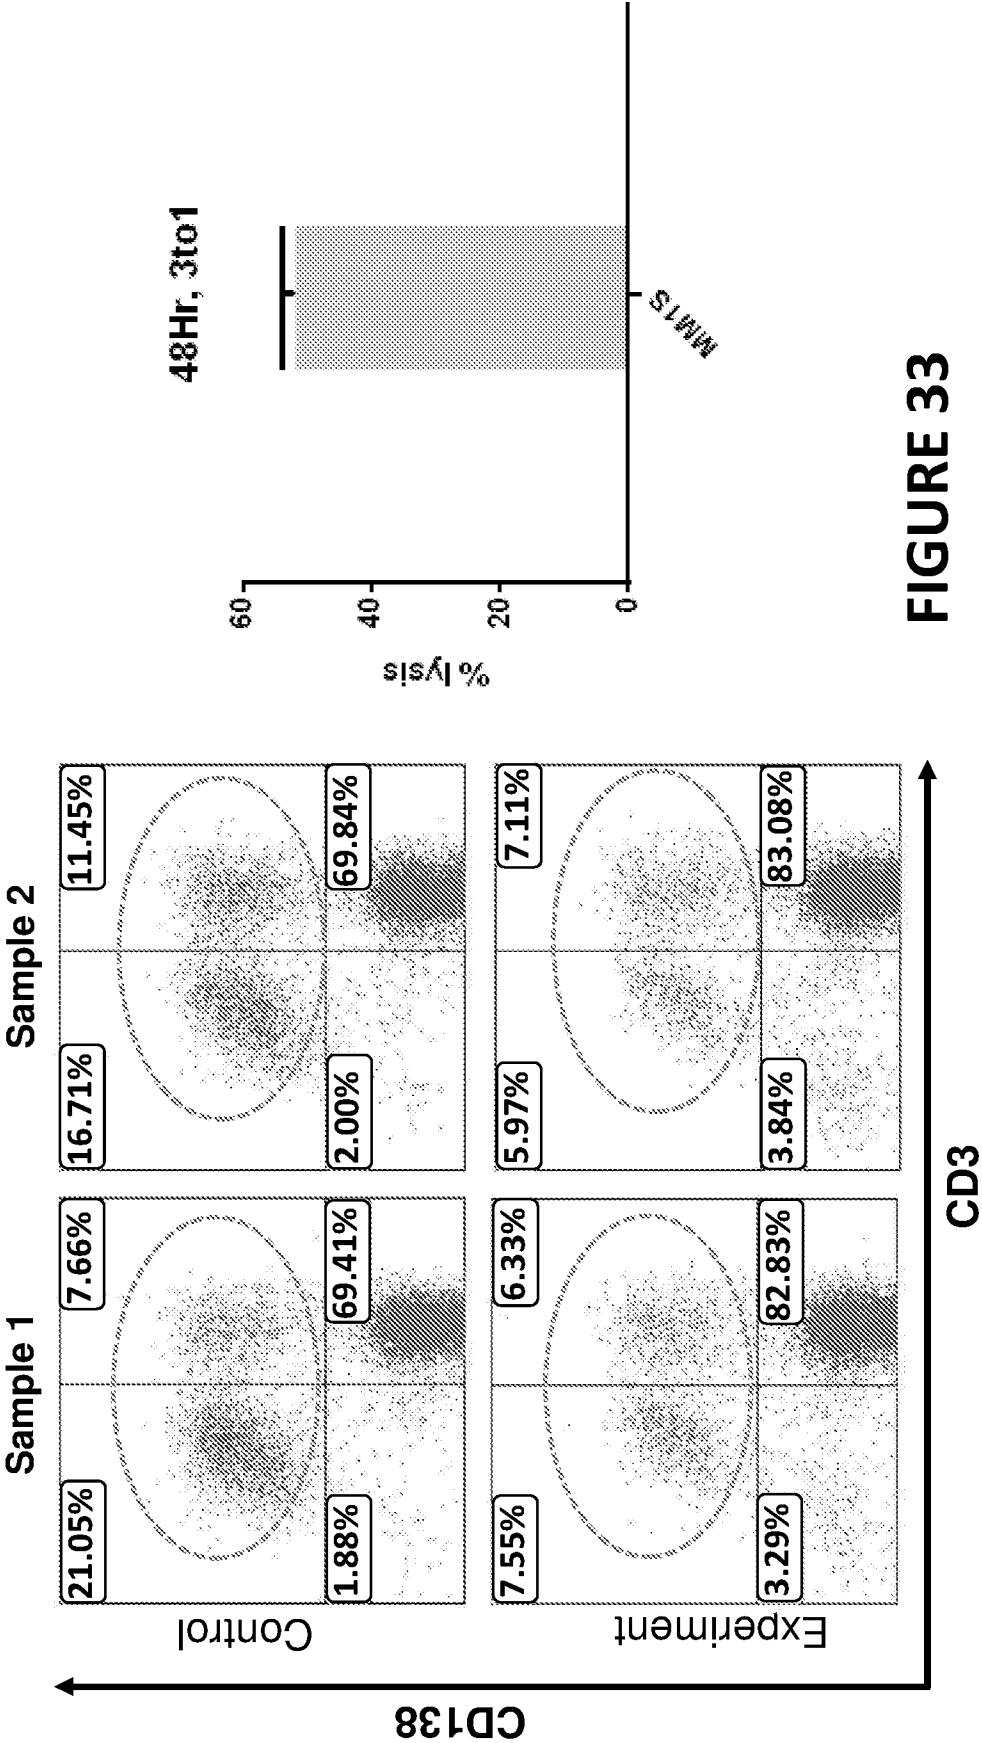 Sample 1
Sample 2
Control
21.05%
7.66%
16.71%
11.45%
1.88%
69.41%
2.00%
69.84%
Experiment
7.55%
6.33%
5.97%
7.11%
3.29%
82.83%
3.84%
83.08%
CD138
CD3
48Hr, 3to1
% lysis
60
40
20
0
MM1S
FIGURE 33